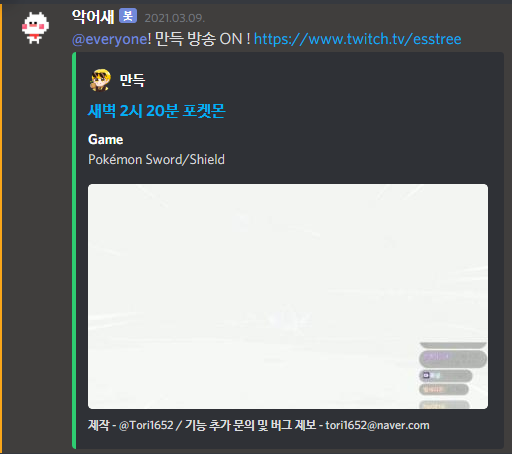 악어새 봇 2021.03.09.
@everyone! 만득 방송 ON ! https://www.twitch.tv/esstree
만득
새벽 2시 20분 포켓몬
Game
Pokémon Sword/Shield
제작 - @Tori1652 / 기능 추가 문의 및 버그 제보 - tori1652@naver.com